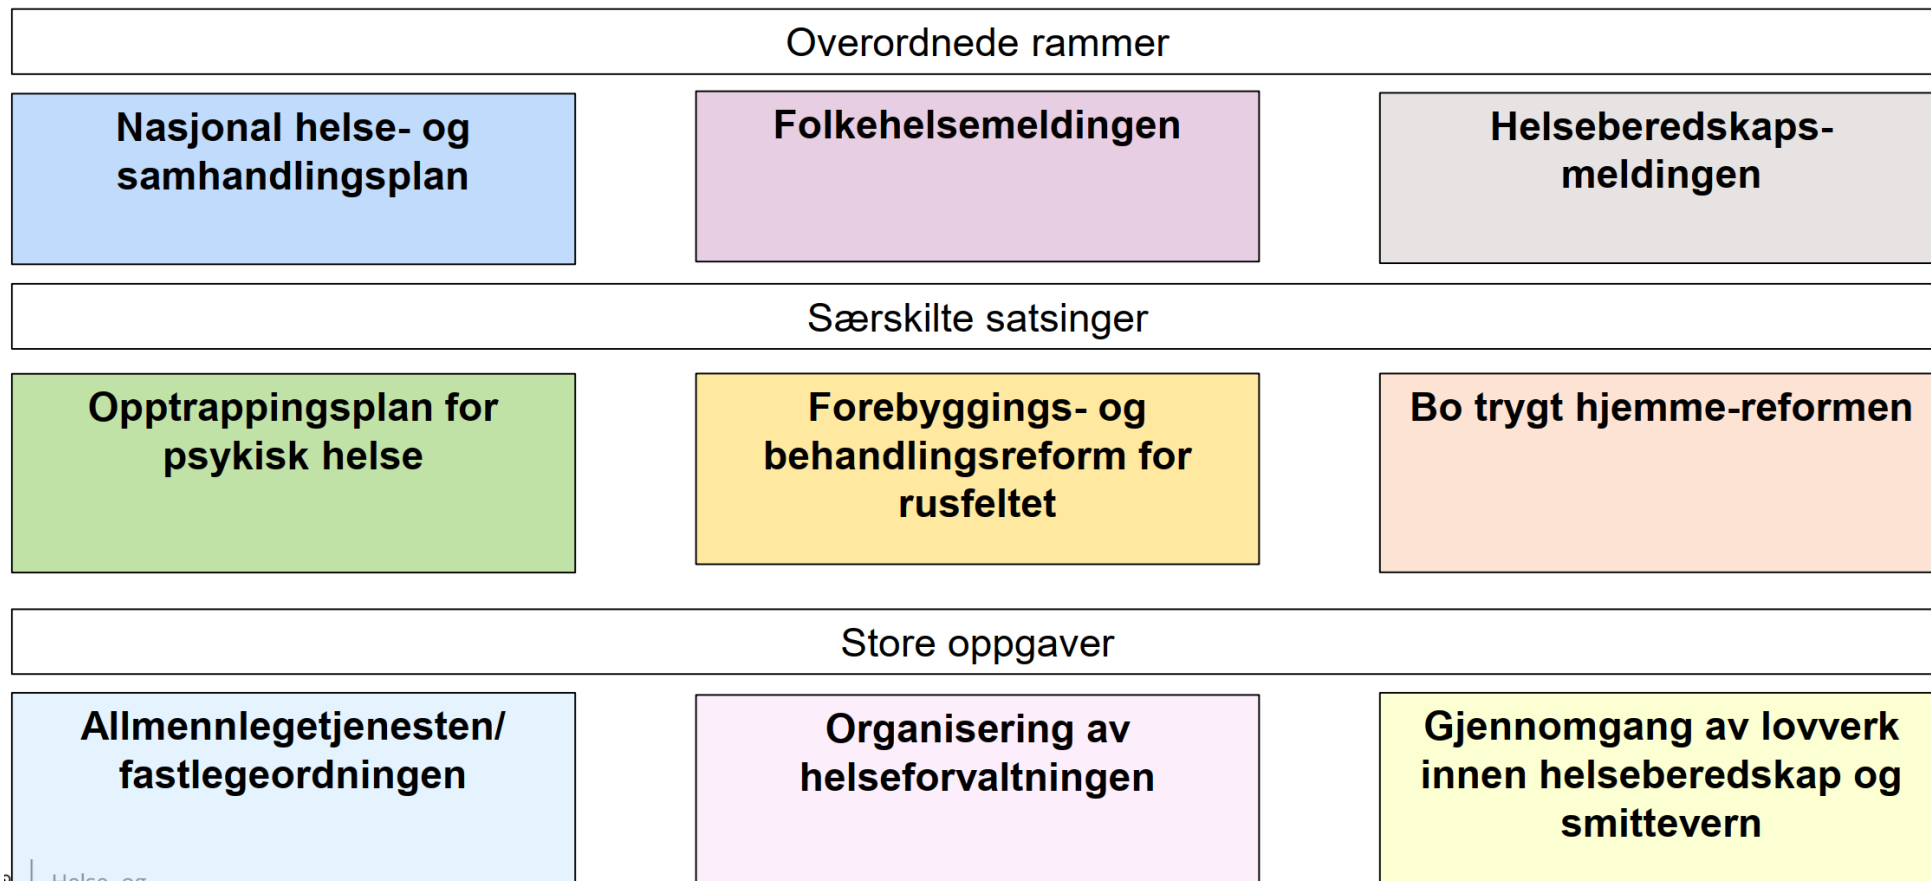 Overordnede rammer
Nasjonal helse- og
samhandlingsplan
Folkehelsemeldingen
Helseberedskaps-
meldingen
Særskilte satsinger
Opptrappingsplan for
psykisk helse
Forebyggings- og
behandlingsreform for
rusfeltet
Bo trygt hjemme-reformen
Store oppgaver
Allmennlegetjenesten/
fastlegeordningen
Organisering av
helseforvaltningen
Gjennomgang av lovverk
innen helseberedskap og
smittevern
Helse- og